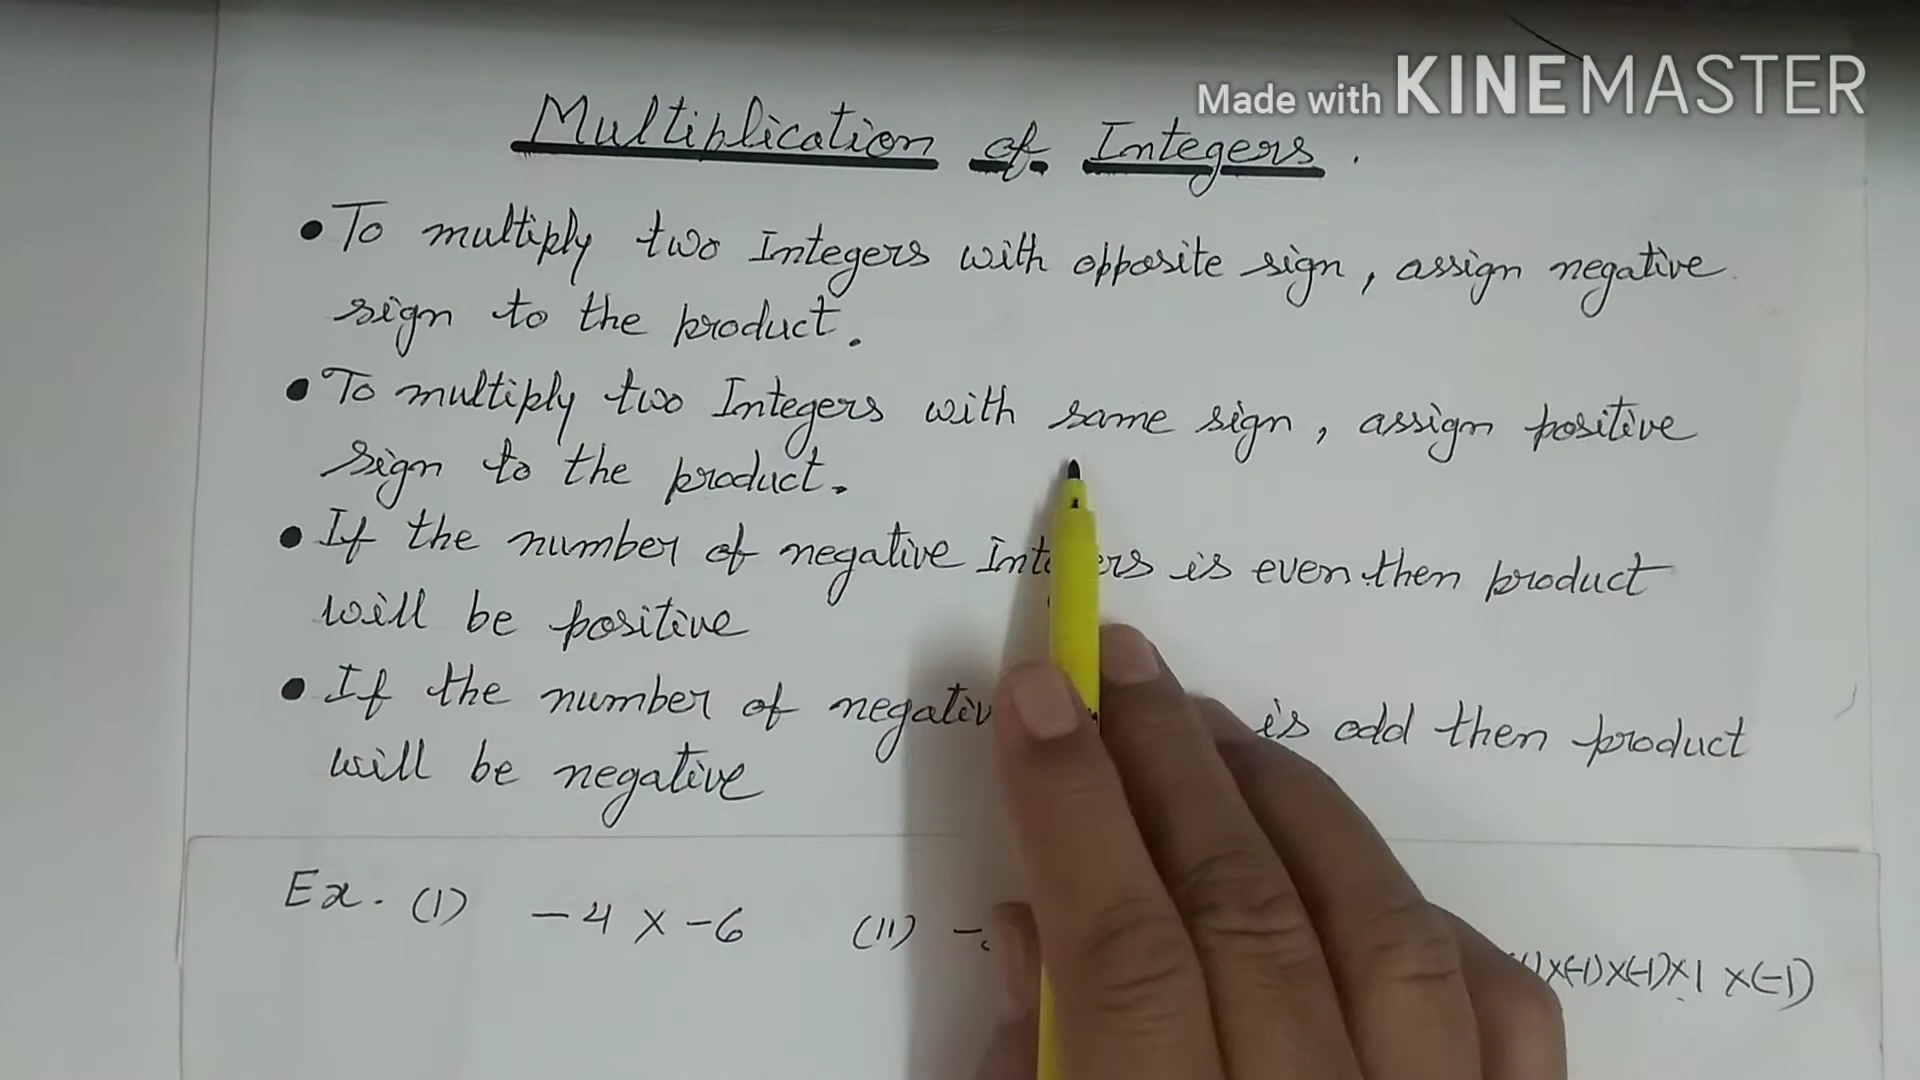 Made with KINEMASTER
Multiplication of Integers.
• To multiply two Integers with opposite sign, assign negative
sign to the product.
• To multiply two Integers with same sign, assign positive
sign to the product.
• If the number of negative is even then product
will be positive
• If the number of is odd then product
will be negative
Ex. (I) -4 X -6 (II) - X(-1)X(-1)X1 X(-1)